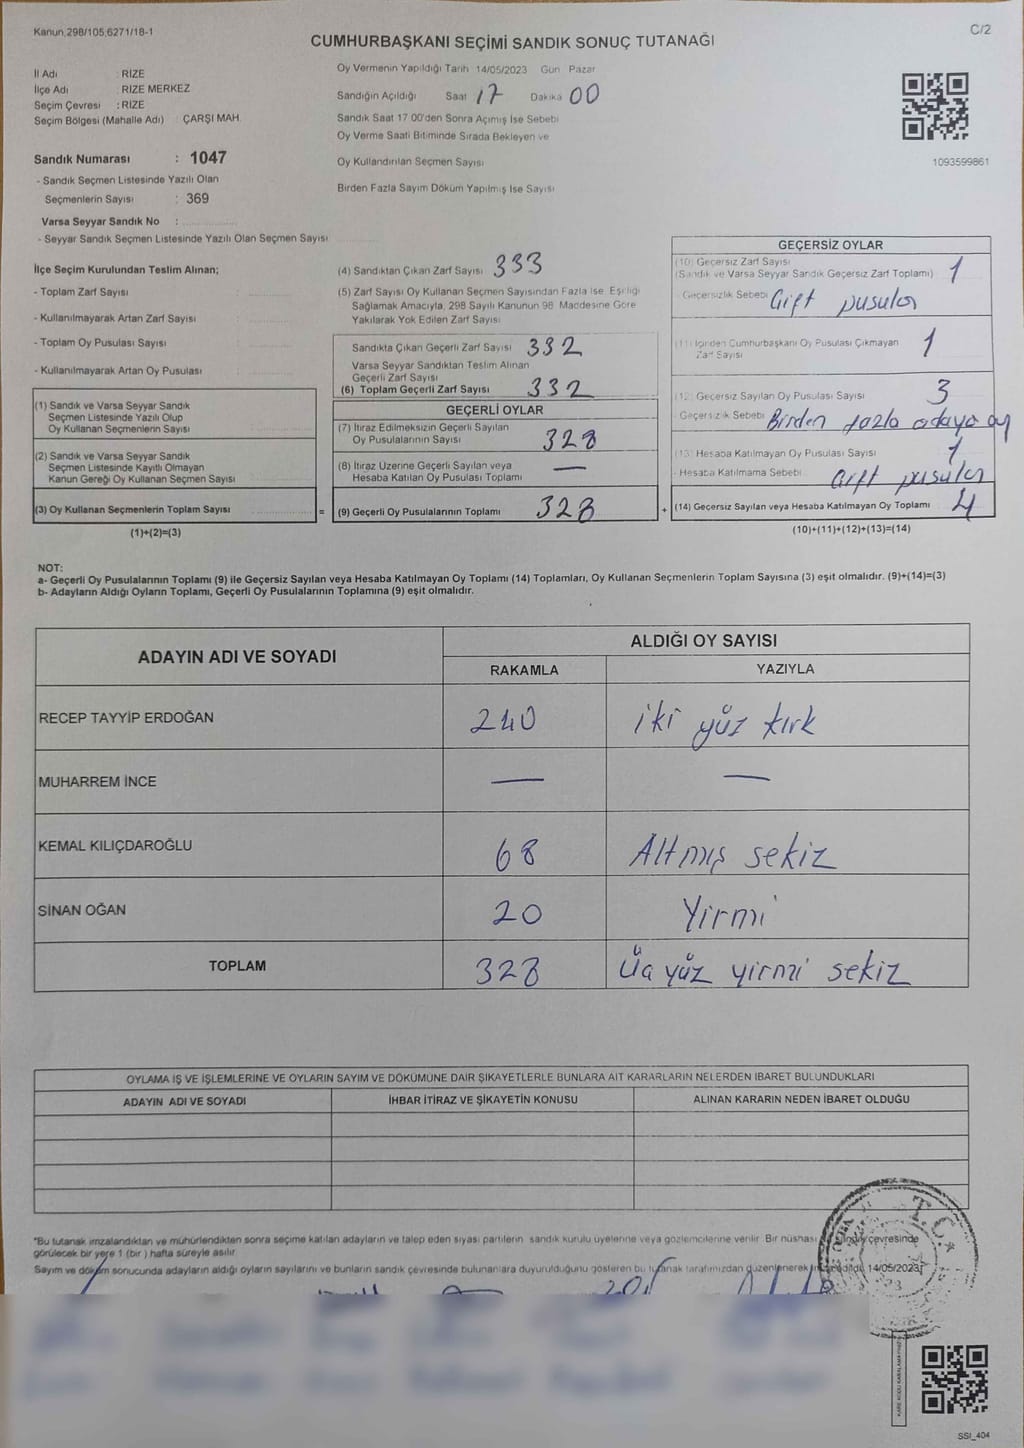 Kanun.298/105,6271/18-1
C/2
CUMHURBAŞKANI SEÇİMİ SANDIK SONUÇ TUTANAĞI
İl Adı : RİZE
İlçe Adı : RİZE MERKEZ
Seçim Çevresi : RİZE
Seçim Bölgesi (Mahalle Adı) : ÇARŞI MAH.
Oy Vermenin Yapıldığı Tarih 14/05/2023 Gün Pazar
Sandığın Açıldığı Saat 17 Dakika 00
Sandık Saat 17 00'den Sonra Açılmış İse Sebebi
Oy Verme Saati Bitiminde Sırada Bekleyen ve
Oy Kullandırılan Seçmen Sayısı
Birden Fazla Sayım Döküm Yapılmış İse Sayısı
1093599861
Sandık Numarası : 1047
- Sandık Seçmen Listesinde Yazılı Olan
Seçmenlerin Sayısı : 369
Varsa Seyyar Sandık No :
- Seyyar Sandık Seçmen Listesinde Yazılı Olan Seçmen Sayısı
İlçe Seçim Kurulundan Teslim Alınan;
- Toplam Zarf Sayısı :
- Kullanılmayarak Artan Zarf Sayısı :
- Toplam Oy Pusulası Sayısı :
- Kullanılmayarak Artan Oy Pusulası :
(1) Sandık ve Varsa Seyyar Sandık
Seçmen Listesinde Yazılı Olup
Oy Kullanan Seçmenlerin Sayısı
(2) Sandık ve Varsa Seyyar Sandık
Seçmen Listesinde Kayıtlı Olmayan
Kanun Gereği Oy Kullanan Seçmen Sayısı
(3) Oy Kullanan Seçmenlerin Toplam Sayısı =
(1)+(2)=(3)
(4) Sandıktan Çıkan Zarf Sayısı 333
(5) Zarf Sayısı Oy Kullanan Seçmen Sayısından Fazla İse Eşitliği
Sağlamak Amacıyla, 298 Sayılı Kanunun 98. Maddesine Göre
Yakılarak Yok Edilen Zarf Sayısı
Sandıkta Çıkan Geçerli Zarf Sayısı 332
Varsa Seyyar Sandıktan Teslim Alınan
Geçerli Zarf Sayısı
(6) Toplam Geçerli Zarf Sayısı 332
GEÇERLİ OYLAR
(7) İtiraz Edilmeksizin Geçerli Sayılan
Oy Pusulalarının Sayısı 328
(8) İtiraz Üzerine Geçerli Sayılan veya
Hesaba Katılan Oy Pusulası Toplamı —
(9) Geçerli Oy Pusulalarının Toplamı 328 +
GEÇERSİZ OYLAR
(10) Geçersiz Zarf Sayısı
(Sandık ve Varsa Seyyar Sandık Geçersiz Zarf Toplamı) 1
- Geçersizlik Sebebi Çift pusula
(11) İçinden Cumhurbaşkanı Oy Pusulası Çıkmayan
Zarf Sayısı 1
(12) Geçersiz Sayılan Oy Pusulası Sayısı 3
- Geçersizlik Sebebi Birden fazla adaya oy
(13) Hesaba Katılmayan Oy Pusulası Sayısı 1
- Hesaba Katılmama Sebebi Çift pusula
(14) Geçersiz Sayılan veya Hesaba Katılmayan Oy Toplamı 4
(10)+(11)+(12)+(13)=(14)
NOT:
a- Geçerli Oy Pusulalarının Toplamı (9) ile Geçersiz Sayılan veya Hesaba Katılmayan Oy Toplamı (14) Toplamları, Oy Kullanan Seçmenlerin Toplam Sayısına (3) eşit olmalıdır. (9)+(14)=(3)
b- Adayların Aldığı Oyların Toplamı, Geçerli Oy Pusulalarının Toplamına (9) eşit olmalıdır.
ADAYIN ADI VE SOYADI
ALDIĞI OY SAYISI
RAKAMLA YAZIYLA
RECEP TAYYİP ERDOĞAN 240 iki yüz kırk
MUHARREM İNCE — —
KEMAL KILIÇDAROĞLU 68 Altmış sekiz
SİNAN OĞAN 20 Yirmi
TOPLAM 328 Üç yüz yirmi sekiz
OYLAMA İŞ VE İŞLEMLERİNE VE OYLARIN SAYIM VE DÖKÜMÜNE DAİR ŞİKAYETLERLE BUNLARA AİT KARARLARIN NELERDEN İBARET BULUNDUKLARI
ADAYIN ADI VE SOYADI İHBAR İTİRAZ VE ŞİKAYETİN KONUSU ALINAN KARARIN NEDEN İBARET OLDUĞU
*Bu tutanak imzalandıktan ve mühürlendikten sonra seçime katılan adayların ve talep eden siyasi partilerin sandık kurulu üyelerine veya gözlemcilerine verilir. Bir nüshası çevresinde
görülecek bir yere 1 (bir ) hafta süreyle asılır.
Sayım ve döküm sonucunda adayların aldığı oyların sayılarını ve bunların sandık çevresinde bulunanlara duyurulduğunu gösteren bu tutanak tarafımızdan düzenlenerek 14/05/2023
T.C.
SSİ_404